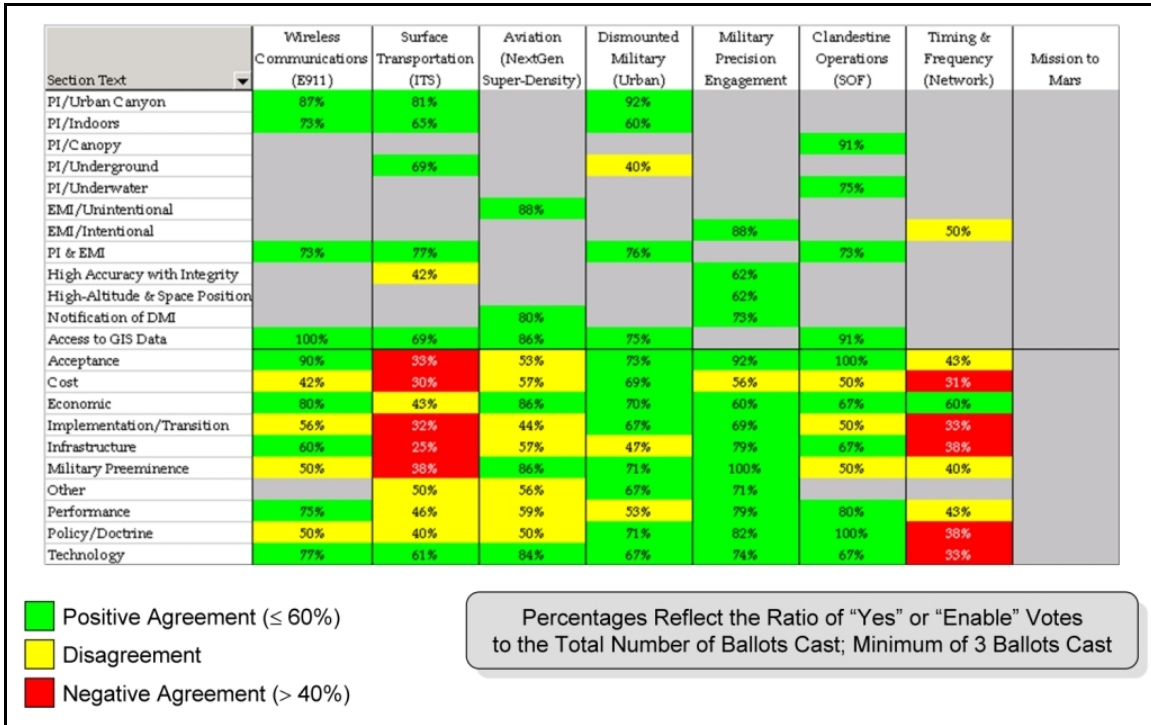 Wireless Communications (E911) Surface Transportation (ITS) Aviation (NextGen Super-Density) Dismounted Military (Urban) Military Precision Engagement Clandestine Operations (SOF) Timing & Frequency (Network) Mission to Mars
Section Text
PI/Urban Canyon 87% 81% 92%
PI/Indoors 73% 65% 60%
PI/Canopy 91%
PI/Underground 69% 40%
PI/Underwater 75%
EMI/Unintentional 88%
EMI/Intentional 88% 50%
PI & EMI 73% 77% 76% 73%
High Accuracy with Integrity 42% 62%
High-Altitude & Space Position 62%
Notification of DMI 80% 73%
Access to GIS Data 100% 69% 86% 75% 91%
Acceptance 90% 33% 53% 73% 92% 100% 43%
Cost 42% 30% 57% 69% 56% 50% 31%
Economic 80% 43% 86% 70% 60% 67% 60%
Implementation/Transition 56% 32% 44% 67% 69% 50% 33%
Infrastructure 60% 25% 57% 47% 79% 67% 38%
Military Preeminence 50% 38% 86% 71% 100% 50% 40%
Other 50% 56% 67% 71%
Performance 75% 46% 59% 53% 79% 80% 43%
Policy/Doctrine 50% 40% 50% 71% 82% 100% 38%
Technology 77% 61% 84% 67% 74% 67% 33%
Positive Agreement (≤ 60%)
Disagreement
Negative Agreement (> 40%)
Percentages Reflect the Ratio of “Yes” or “Enable” Votes
to the Total Number of Ballots Cast; Minimum of 3 Ballots Cast